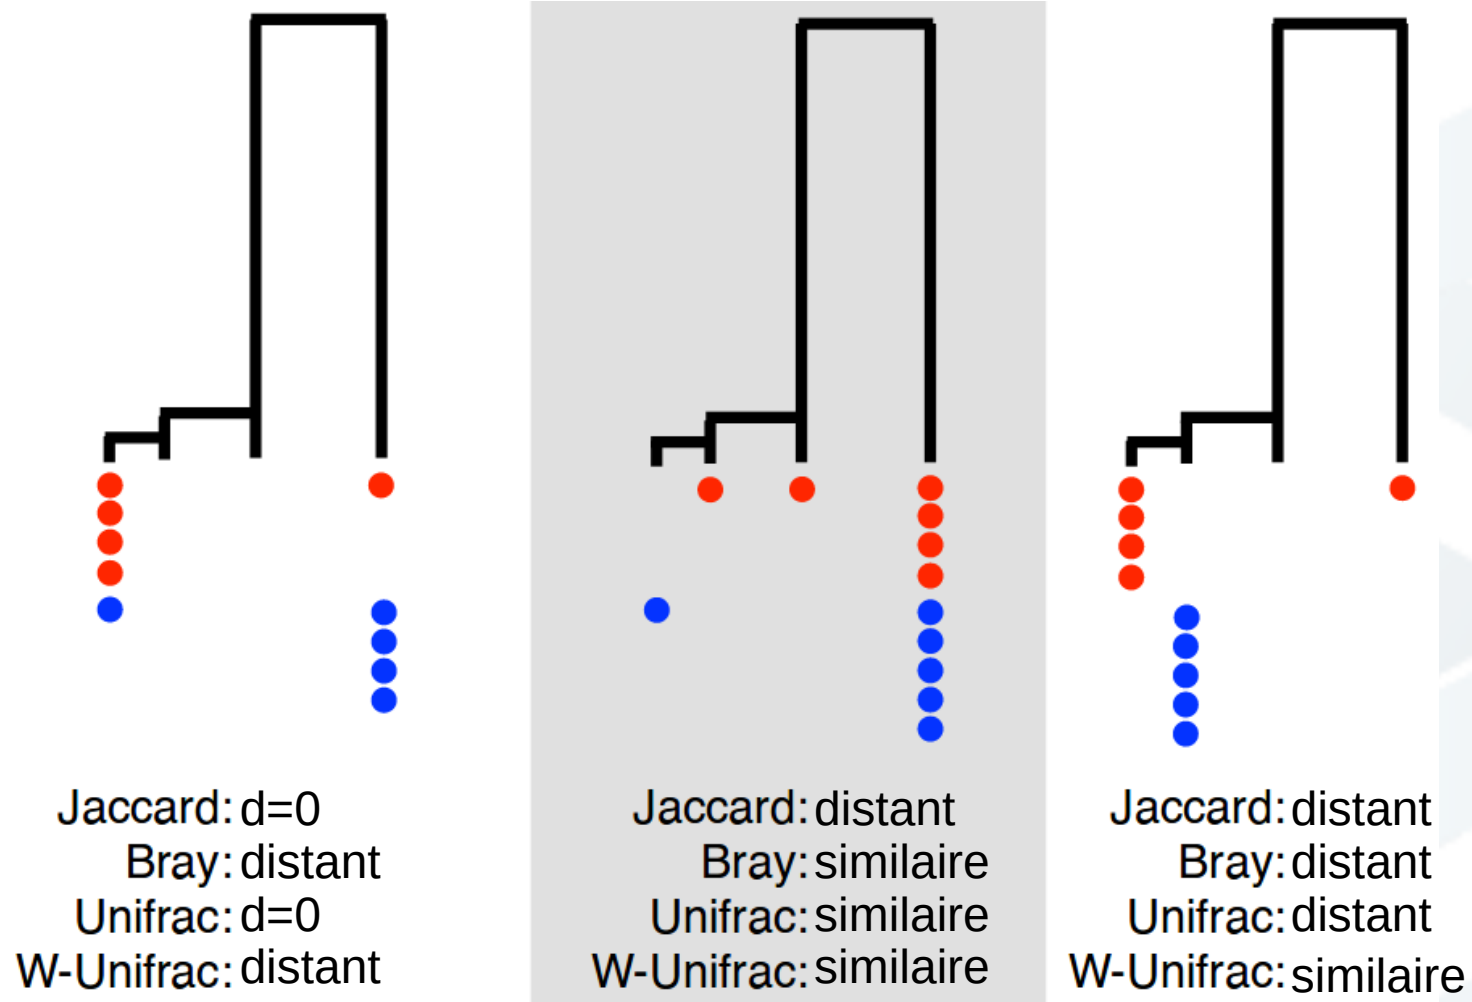 Jaccard: d=0
Bray: distant
Unifrac: d=0
W-Unifrac: distant
Jaccard: distant
Bray: similaire
Unifrac: similaire
W-Unifrac: similaire
Jaccard: distant
Bray: distant
Unifrac: distant
W-Unifrac: similaire